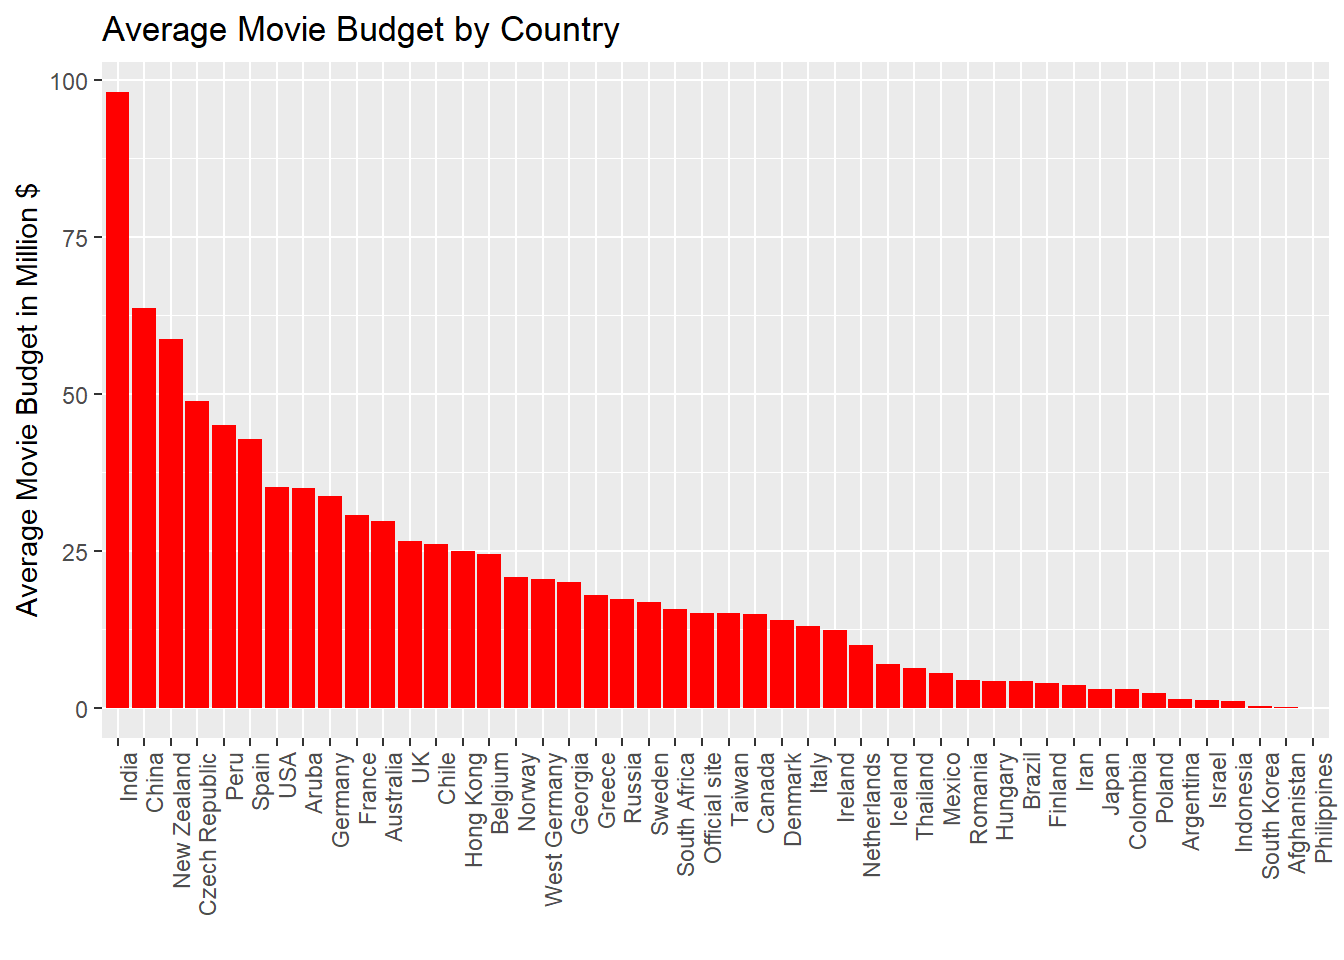 Average Movie Budget by Country
Average Movie Budget in Million $
100
75
50
25
0
India
China
New Zealand
Czech Republic
Peru
Spain
USA
Aruba
Germany
France
Australia
UK
Chile
Hong Kong
Belgium
Norway
West Germany
Georgia
Greece
Russia
Sweden
South Africa
Official site
Taiwan
Canada
Denmark
Italy
Ireland
Netherlands
Iceland
Thailand
Mexico
Romania
Hungary
Brazil
Finland
Iran
Japan
Colombia
Poland
Argentina
Israel
Indonesia
South Korea
Afghanistan
Philippines